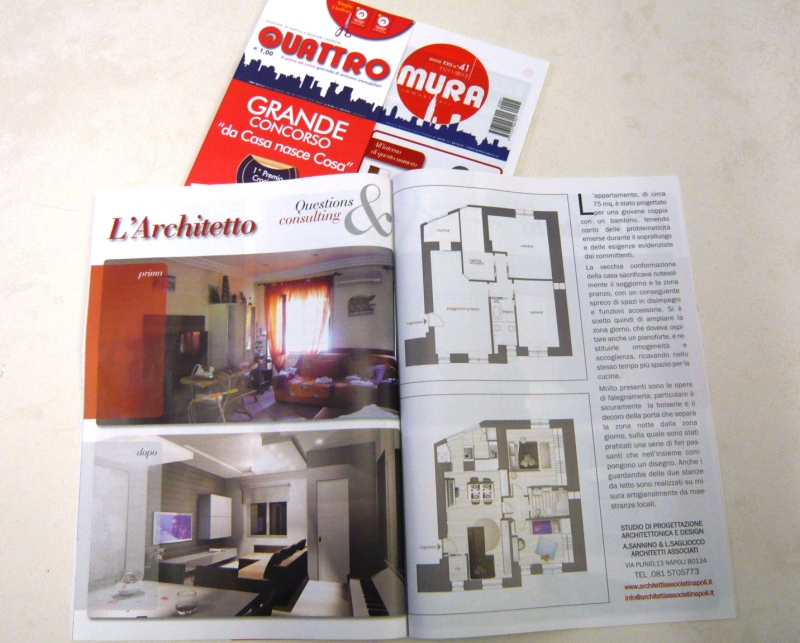 QUATTRO
€ 1,00
MURA
anno XXII n° 41
GRANDE
CONCORSO
"da Casa nasce Cosa"
1° Premio
All'interno
di questo numero
L'Architetto
Questions
& consulting
prima
dopo
L'appartamento, di circa
75 mq, è stato progettato
per una giovane coppia
con un bambino, tenendo
conto delle problematicità
emerse durante il sopralluogo
e delle esigenze evidenziate
dai committenti.
La vecchia conformazione
della casa sacrificava notevol-
mente il soggiorno e la zona
pranzo, con un conseguente
spreco di spazi in disimpegni
e funzioni accessorie. Si è
scelto quindi di ampliare la
zona giorno, che doveva ospi-
tare anche un pianoforte, e re-
stituirle omogeneità e
accoglienza, ricavando nello
stesso tempo più spazio per la
cucina.
Molto presenti sono le opere
di falegnameria: particolare è
sicuramente la boiserie e il
decoro della porta che separa
la zona notte dalla zona
giorno, sulla quale sono stati
praticati una serie di fori pas-
santi che nell'insieme com-
pongono un disegno. Anche i
guardaroba delle due stanze
da letto sono realizzati su mi-
sura artigianalmente da mae-
stranze locali.
STUDIO DI PROGETTAZIONE
ARCHITETTONICA E DESIGN
A.SANNINO & L.SAGLIOCCO
ARCHITETTI ASSOCIATI
VIA PLINIO,13 NAPOLI 80124
TEL .081 5705773
www.architettiassociatinapoli.it
info@architettiassociatinapoli.it